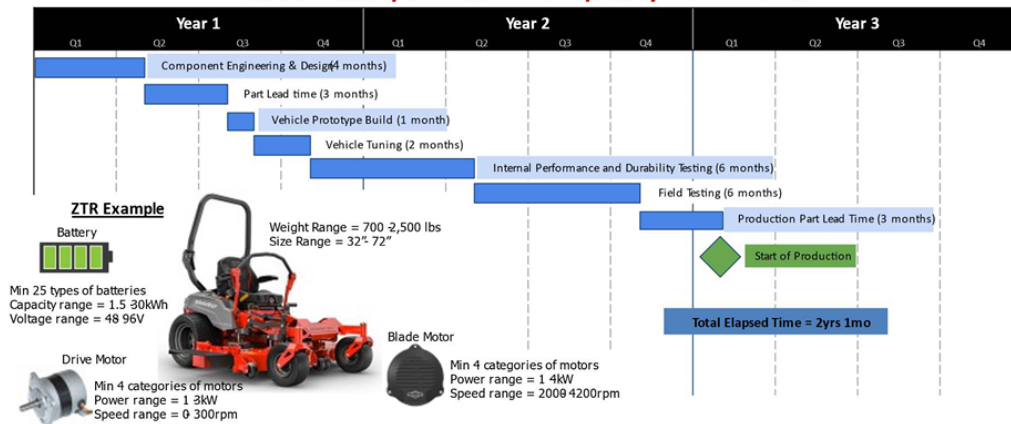 Year 1 Year 2 Year 3
Q1 Q2 Q3 Q4 Q1 Q2 Q3 Q4 Q1 Q2 Q3 Q4
Component Engineering & Design(4 months)
Part Lead time (3 months)
Vehicle Prototype Build (1 month)
Vehicle Tuning (2 months)
Internal Performance and Durability Testing (6 months)
Field Testing (6 months)
Production Part Lead Time (3 months)
Start of Production
Total Elapsed Time = 2yrs 1mo
ZTR Example
Battery
Min 25 types of batteries
Capacity range = 1.5 -30kWh
Voltage range = 48 96V
Weight Range = 700 -2,500 lbs
Size Range = 32”- 72”
Drive Motor
Min 4 categories of motors
Power range = 1 -3kW
Speed range = 0- 300rpm
Blade Motor
Min 4 categories of motors
Power range = 1 4kW
Speed range = 2000-4200rpm